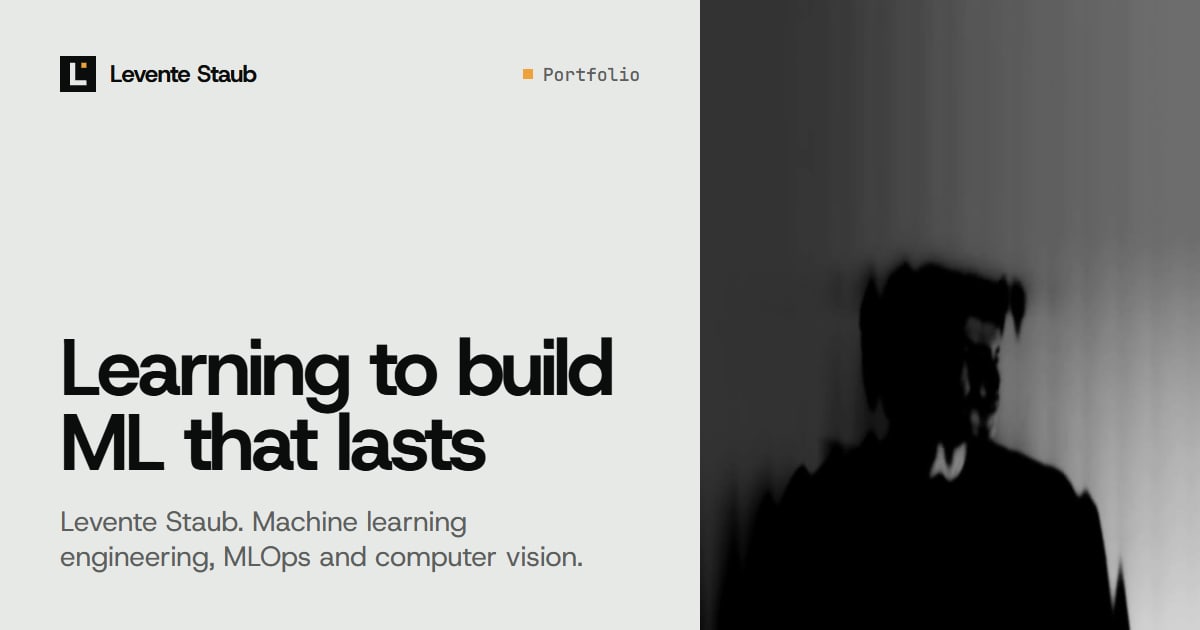 Levente Staub
Portfolio
Learning to build
ML that lasts
Levente Staub. Machine learning
engineering, MLOps and computer vision.